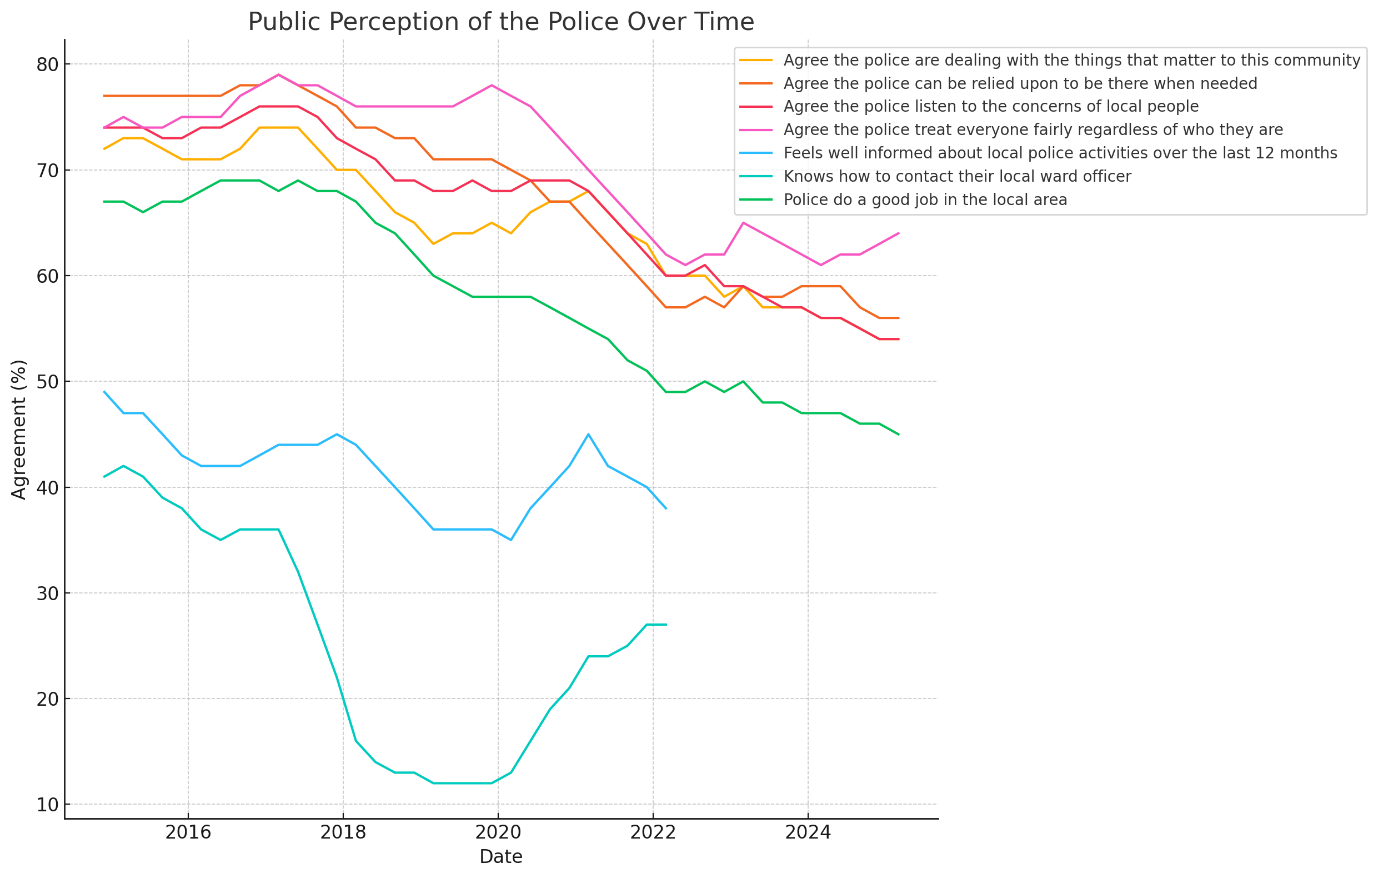 Public Perception of the Police Over Time
Agree the police are dealing with the things that matter to this community
Agree the police can be relied upon to be there when needed
Agree the police listen to the concerns of local people
Agree the police treat everyone fairly regardless of who they are
Feels well informed about local police activities over the last 12 months
Knows how to contact their local ward officer
Police do a good job in the local area
Agreement (%)
80
70
60
50
40
30
20
10
2016 2018 2020 2022 2024
Date